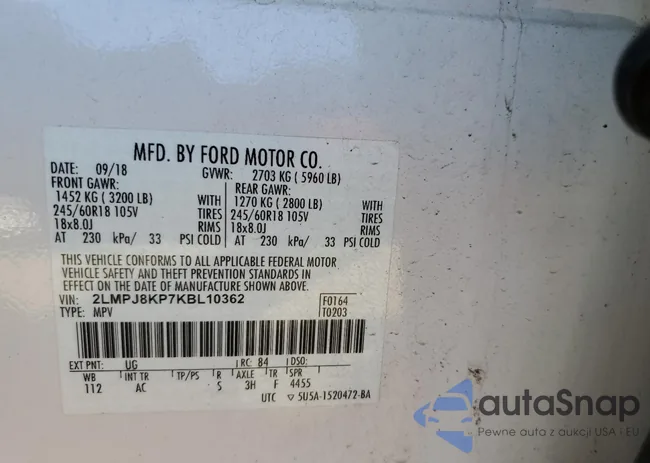 MFD. BY FORD MOTOR CO.
DATE: 09/18 GVWR: 2703 KG ( 5960 LB)
FRONT GAWR: REAR GAWR:
1452 KG ( 3200 LB) WITH 1270 KG ( 2800 LB) WITH
245/60R18 105V TIRES 245/60R18 105V TIRES
18x8.0J RIMS 18x8.0J RIMS
AT 230 kPa/ 33 PSI COLD AT 230 kPa/ 33 PSI COLD
THIS VEHICLE CONFORMS TO ALL APPLICABLE FEDERAL MOTOR
VEHICLE SAFETY AND THEFT PREVENTION STANDARDS IN
EFFECT ON THE DATE OF MANUFACTURE SHOWN ABOVE.
VIN: 2LMPJ8KP7KBL10362 F0164
TYPE: MPV T0203
EXT PNT: UG RC: 84 DSO:
WB INT TR TP/PS R AXLE TR SPR
112 AC S 3H F 4455
UTC ▽ 5U5A-1520472-BA
autaSnap
Pewne auta z aukcji USA - EU